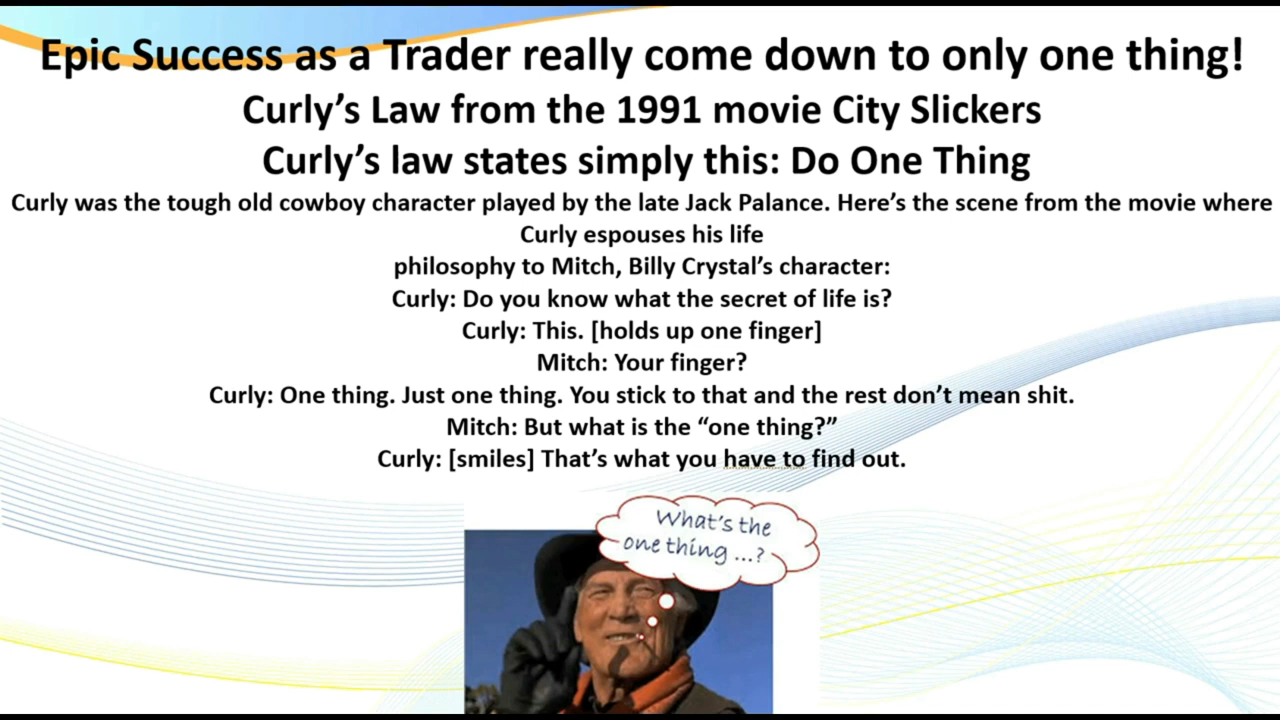 Epic Success as a Trader really come down to only one thing!
Curly’s Law from the 1991 movie City Slickers
Curly’s law states simply this: Do One Thing
Curly was the tough old cowboy character played by the late Jack Palance. Here’s the scene from the movie where
Curly espouses his life
philosophy to Mitch, Billy Crystal’s character:
Curly: Do you know what the secret of life is?
Curly: This. [holds up one finger]
Mitch: Your finger?
Curly: One thing. Just one thing. You stick to that and the rest don’t mean shit.
Mitch: But what is the “one thing?”
Curly: [smiles] That’s what you have to find out.
What's the
one thing ...?